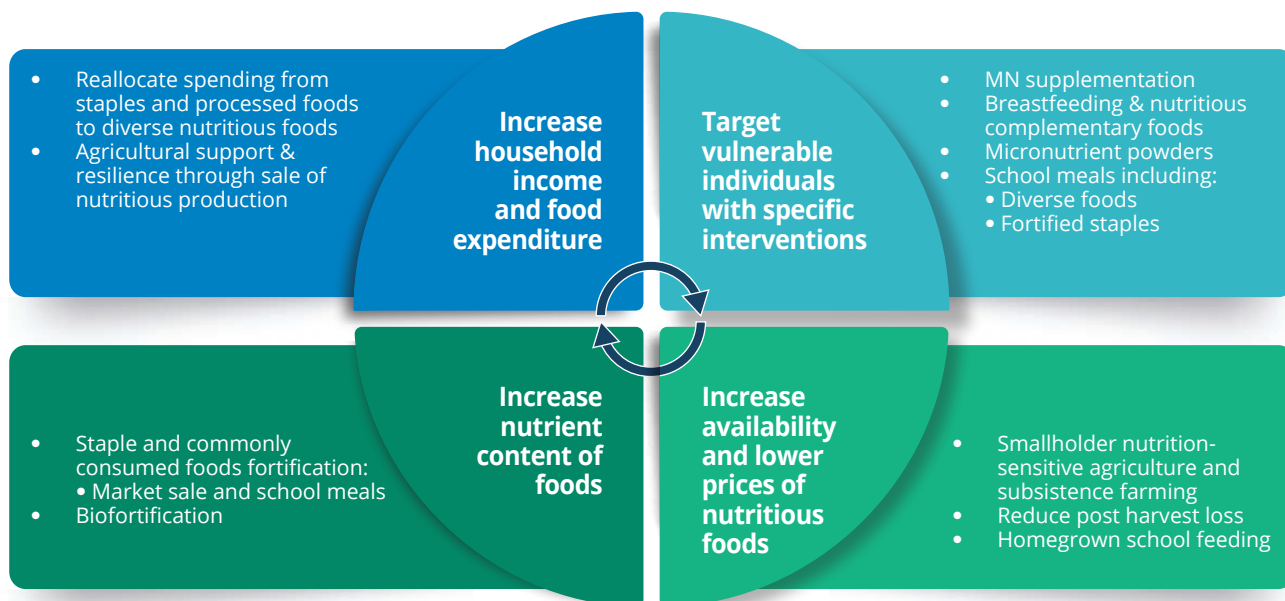 • Reallocate spending from
staples and processed foods
to diverse nutritious foods
• Agricultural support &
resilience through sale of
nutritious production
Increase
household
income
and food
expenditure
Target
vulnerable
individuals
with specific
interventions
• MN supplementation
• Breastfeeding & nutritious
complementary foods
• Micronutrient powders
• School meals including:
• Diverse foods
• Fortified staples
• Staple and commonly
consumed foods fortification:
• Market sale and school meals
• Biofortification
Increase
nutrient
content of
foods
Increase
availability
and lower
prices of
nutritious
foods
• Smallholder nutrition-
sensitive agriculture and
subsistence farming
• Reduce post harvest loss
• Homegrown school feeding